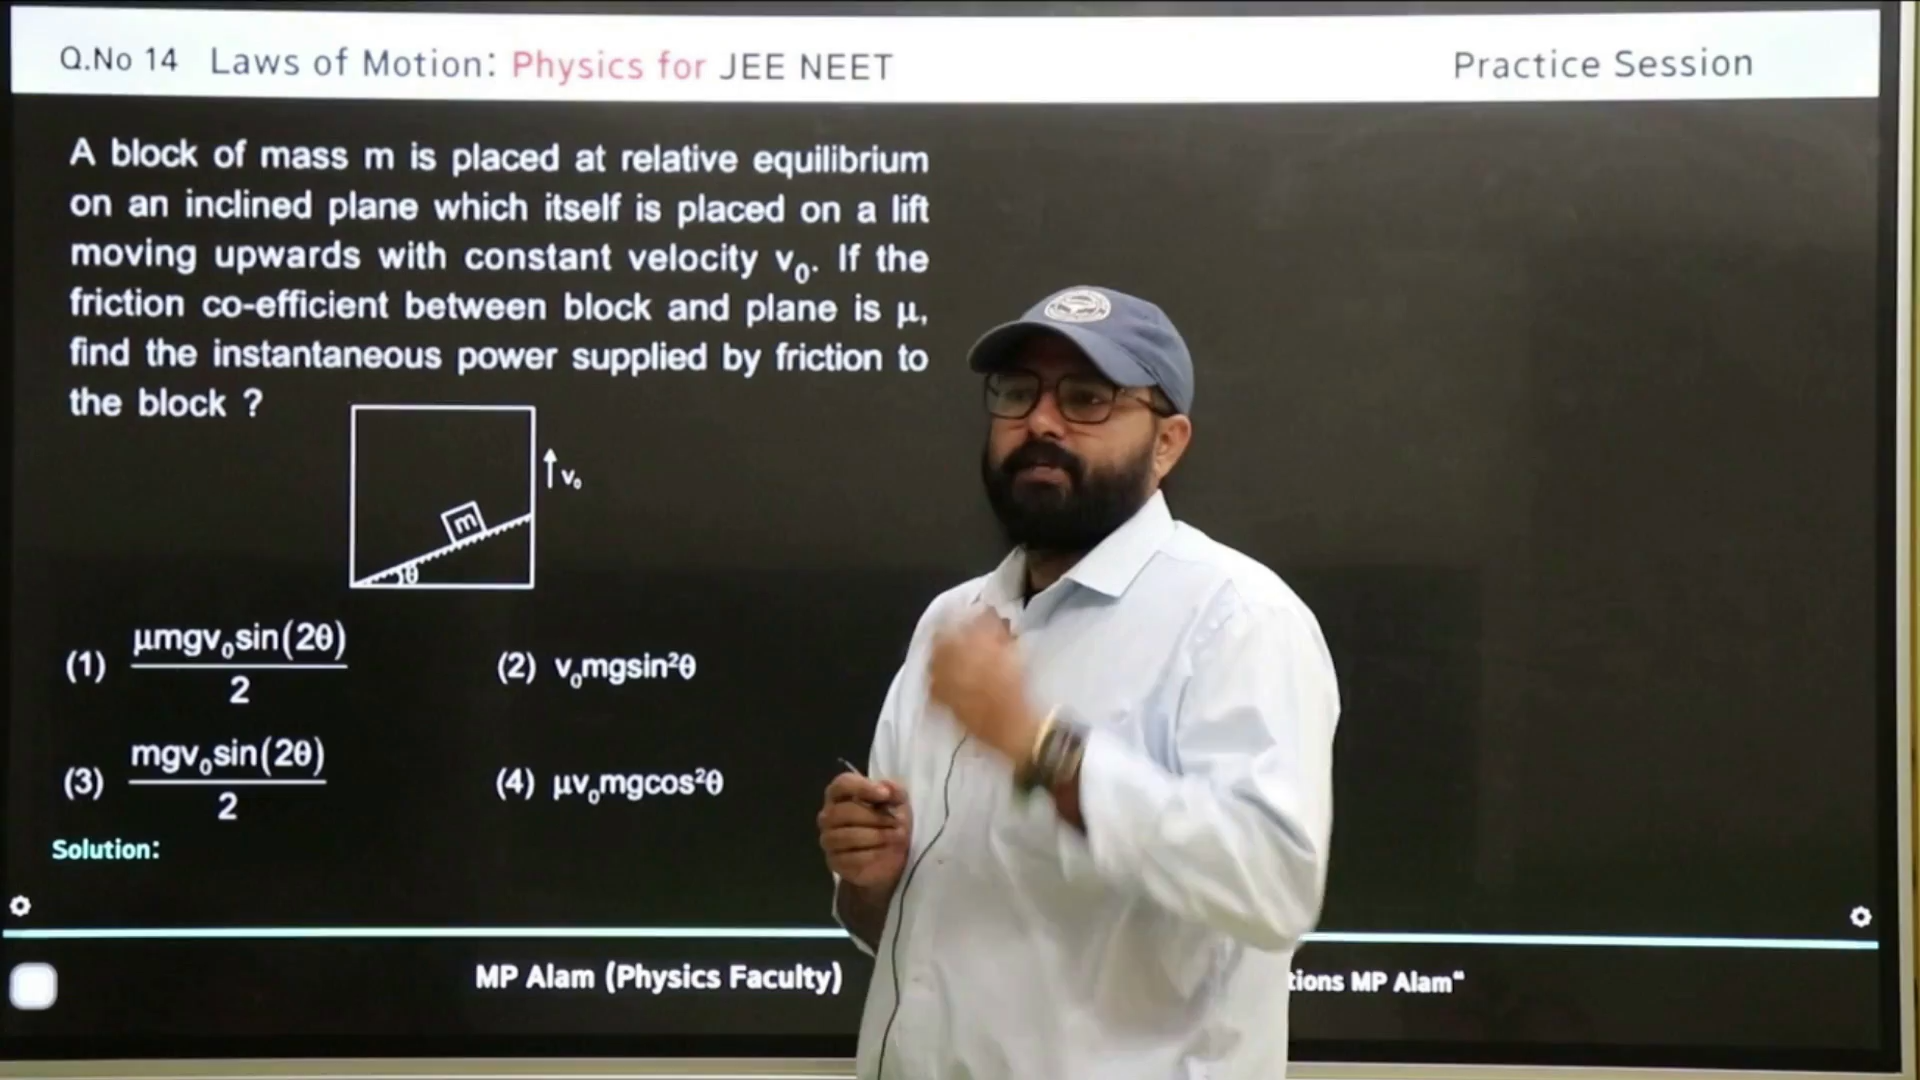 Q.No 14 Laws of Motion: Physics for JEE NEET
Practice Session
A block of mass m is placed at relative equilibrium
on an inclined plane which itself is placed on a lift
moving upwards with constant velocity v₀. If the
friction co-efficient between block and plane is μ,
find the instantaneous power supplied by friction to
the block ?
v₀
m
θ
(1) μmgv₀sin(2θ)
2
(2) v₀mgsin²θ
(3) mgv₀sin(2θ)
2
(4) μv₀mgcos²θ
Solution:
MP Alam (Physics Faculty)
MP Alam“